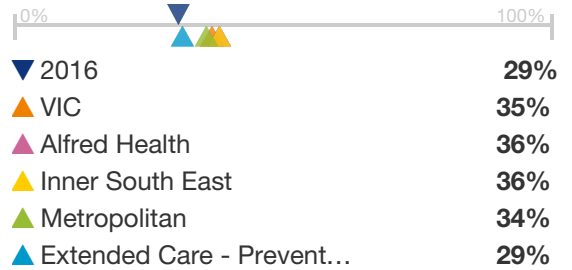 0% 100%
2016 29%
VIC 35%
Alfred Health 36%
Inner South East 36%
Metropolitan 34%
Extended Care - Prevent… 29%